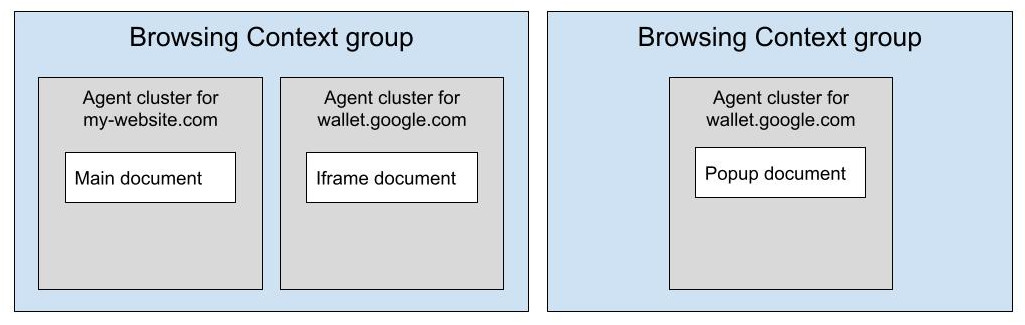 Browsing Context group
Agent cluster for
my-website.com
Main document
Agent cluster for
wallet.google.com
Iframe document
Browsing Context group
Agent cluster for
wallet.google.com
Popup document